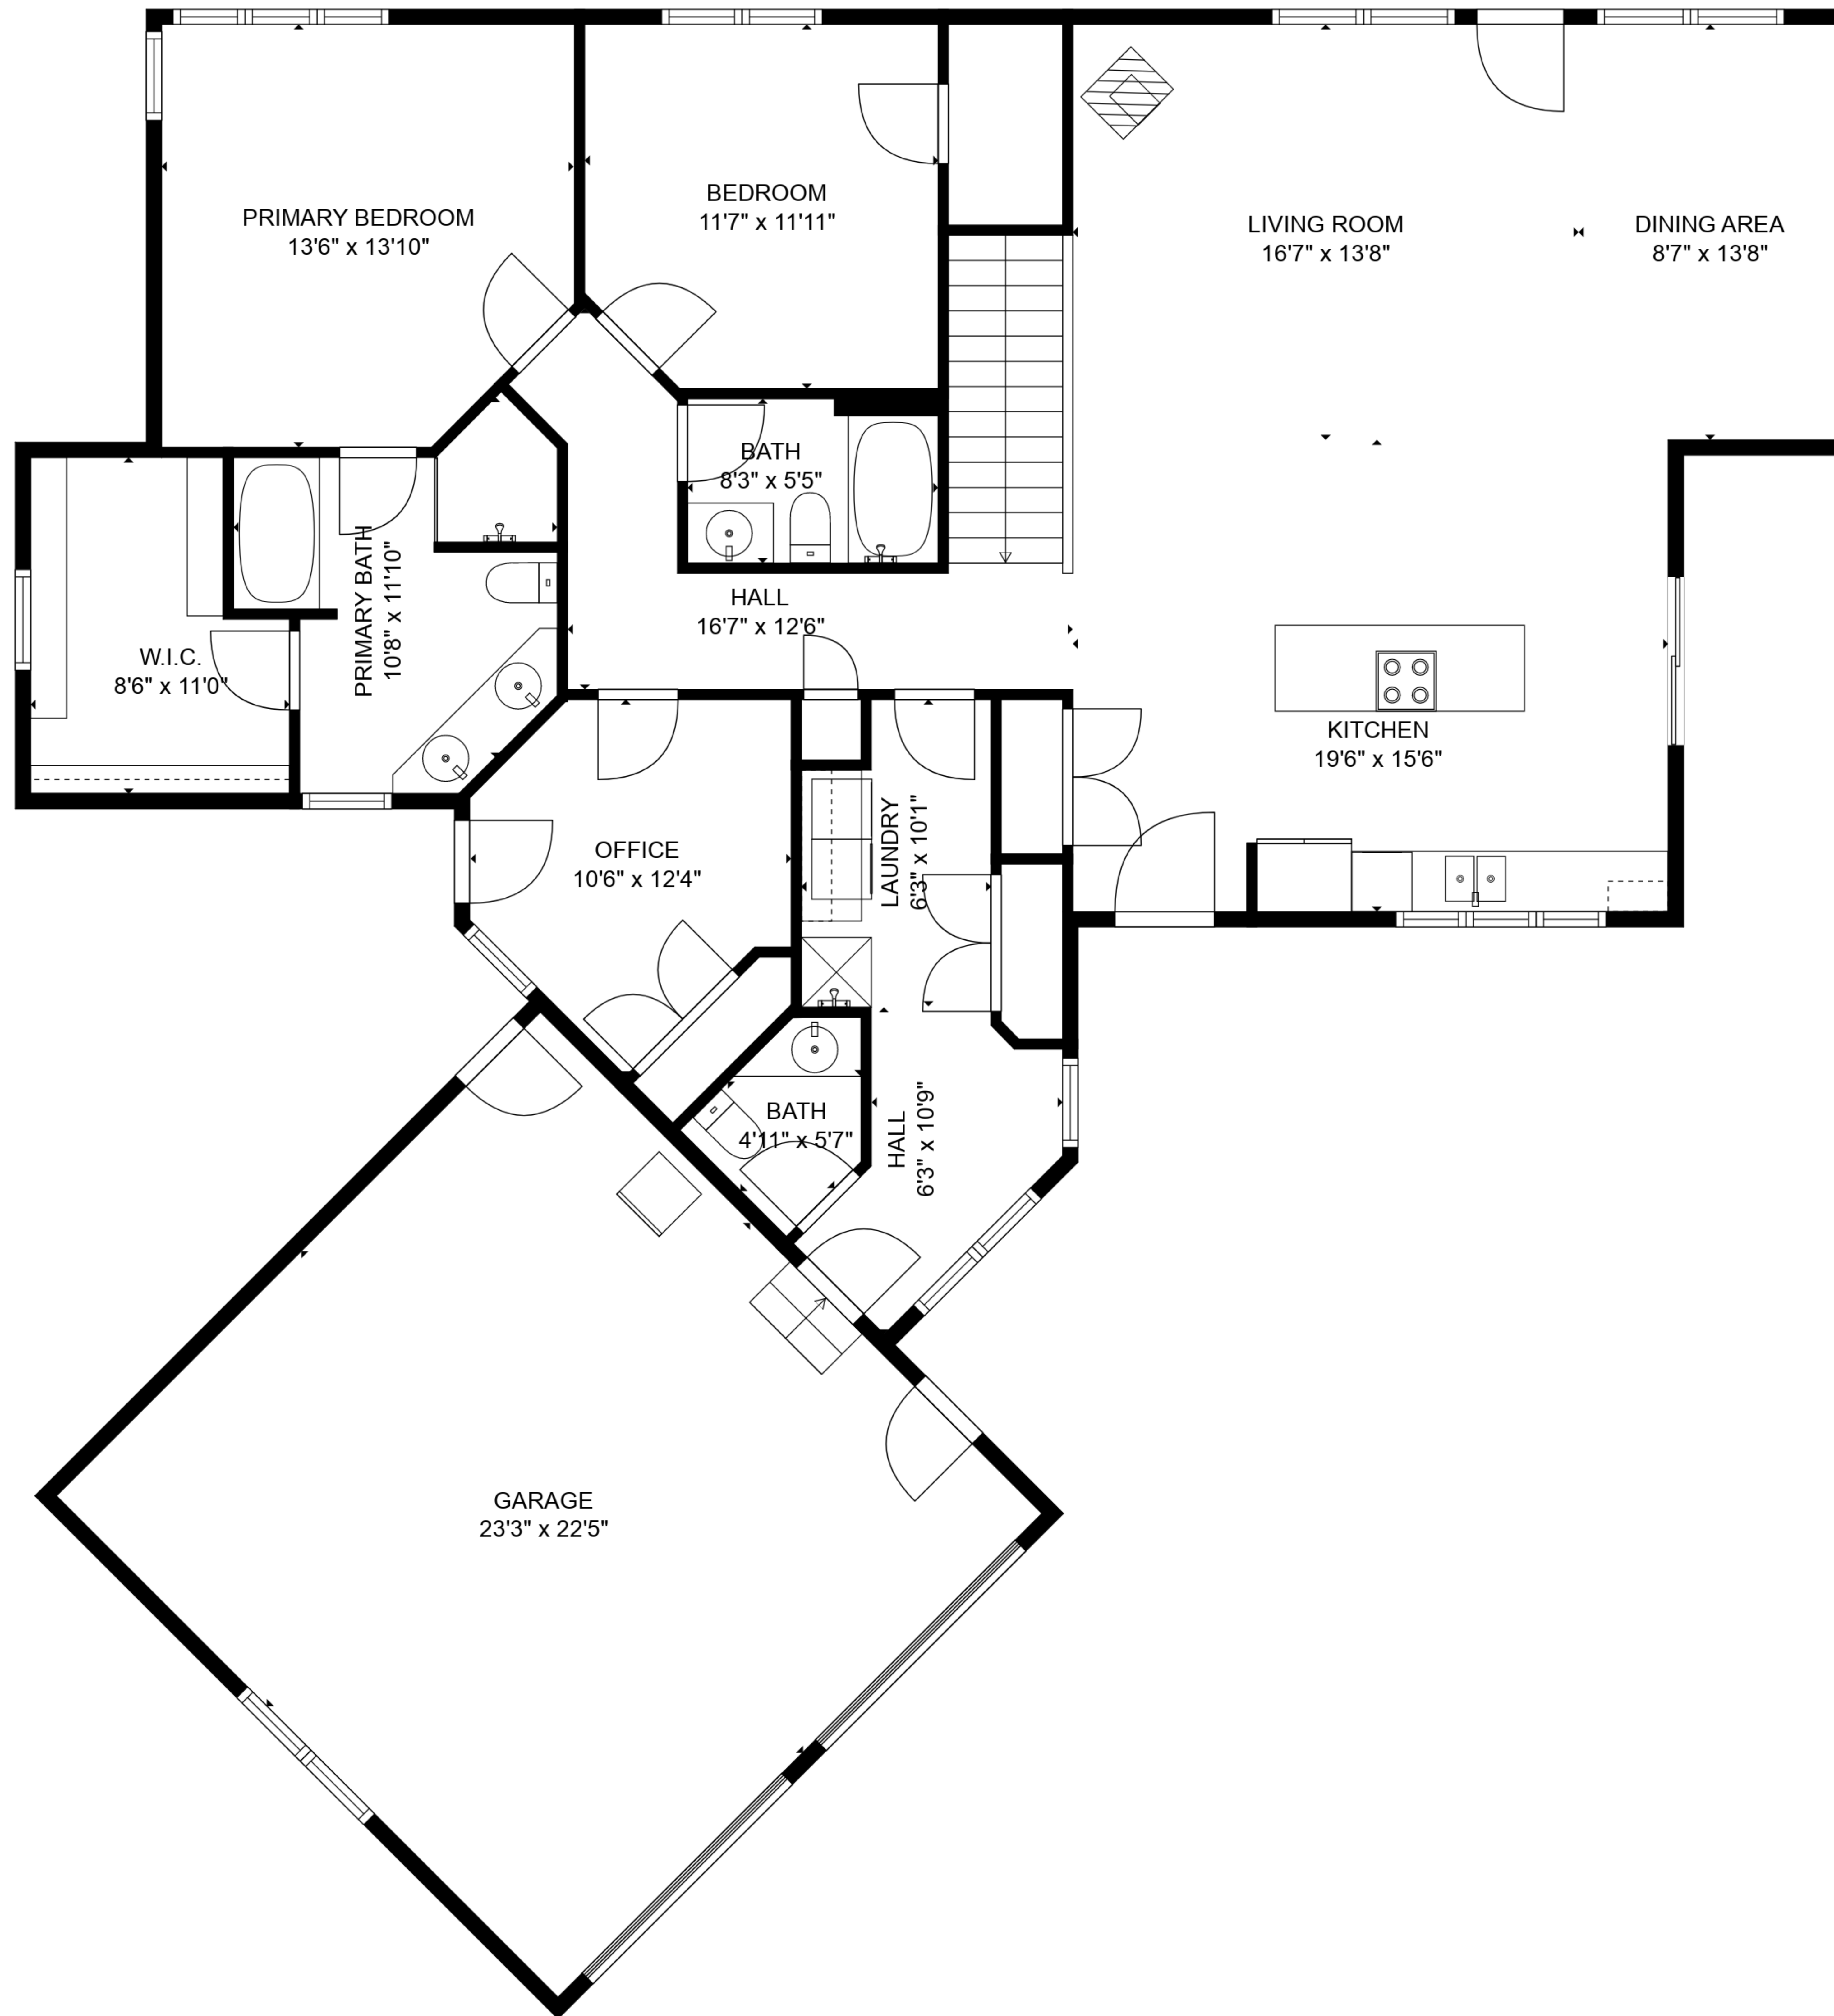 PRIMARY BEDROOM
13'6" x 13'10"
BEDROOM
11'7" x 11'11"
LIVING ROOM
16'7" x 13'8"
DINING AREA
8'7" x 13'8"
BATH
8'3" x 5'5"
PRIMARY BATH
10'8" x 11'10"
HALL
16'7" x 12'6"
W.I.C.
8'6" x 11'0"
KITCHEN
19'6" x 15'6"
OFFICE
10'6" x 12'4"
LAUNDRY
6'3" x 10'1"
BATH
4'11" x 5'7"
HALL
6'3" x 10'9"
GARAGE
23'3" x 22'5"